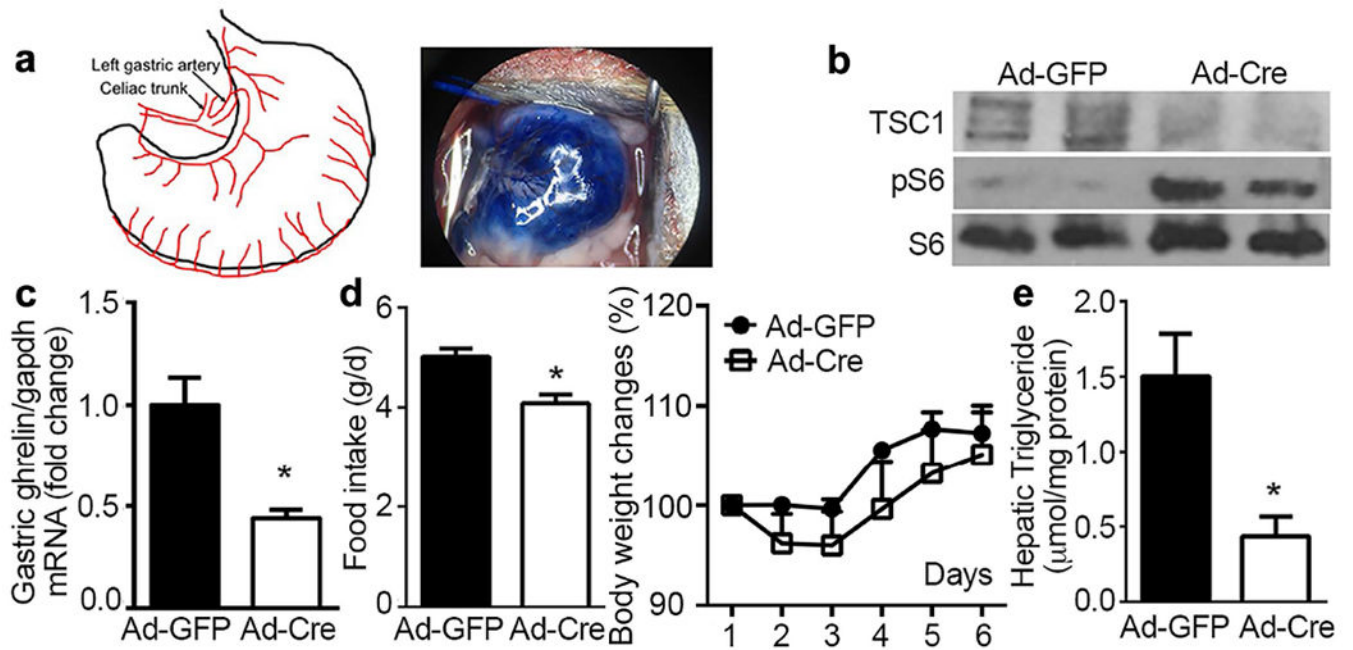 a
Left gastric artery
Celiac trunk
b
Ad-GFP Ad-Cre
TSC1
pS6
S6
c
Gastric ghrelin/gapdh
mRNA (fold change)
1.5
1.0
0.5
0.0
*
Ad-GFP Ad-Cre
d
Food intake (g/d)
6
4
2
0
*
Ad-GFP Ad-Cre
Body weight changes (%)
120
110
100
90
Ad-GFP
Ad-Cre
Days
1 2 3 4 5 6
e
Hepatic Triglyceride
(μmol/mg protein)
2.0
1.5
1.0
0.5
0.0
*
Ad-GFP Ad-Cre